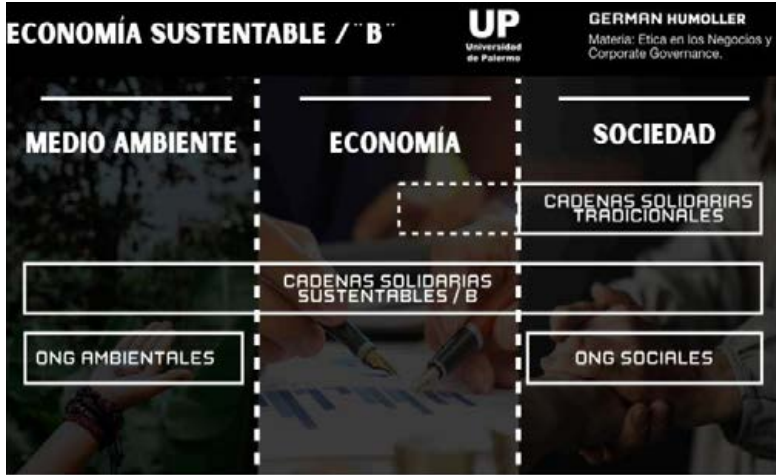 ECONOMÍA SUSTENTABLE / ¨B¨
UP
Universidad
de Palermo
GERMAN HUMOLLER
Materia: Etica en los Negocios y
Corporate Governance.
MEDIO AMBIENTE
ECONOMÍA
SOCIEDAD
CADENAS SOLIDARIAS
TRADICIONALES
CADENAS SOLIDARIAS
SUSTENTABLES / B
ONG AMBIENTALES
ONG SOCIALES